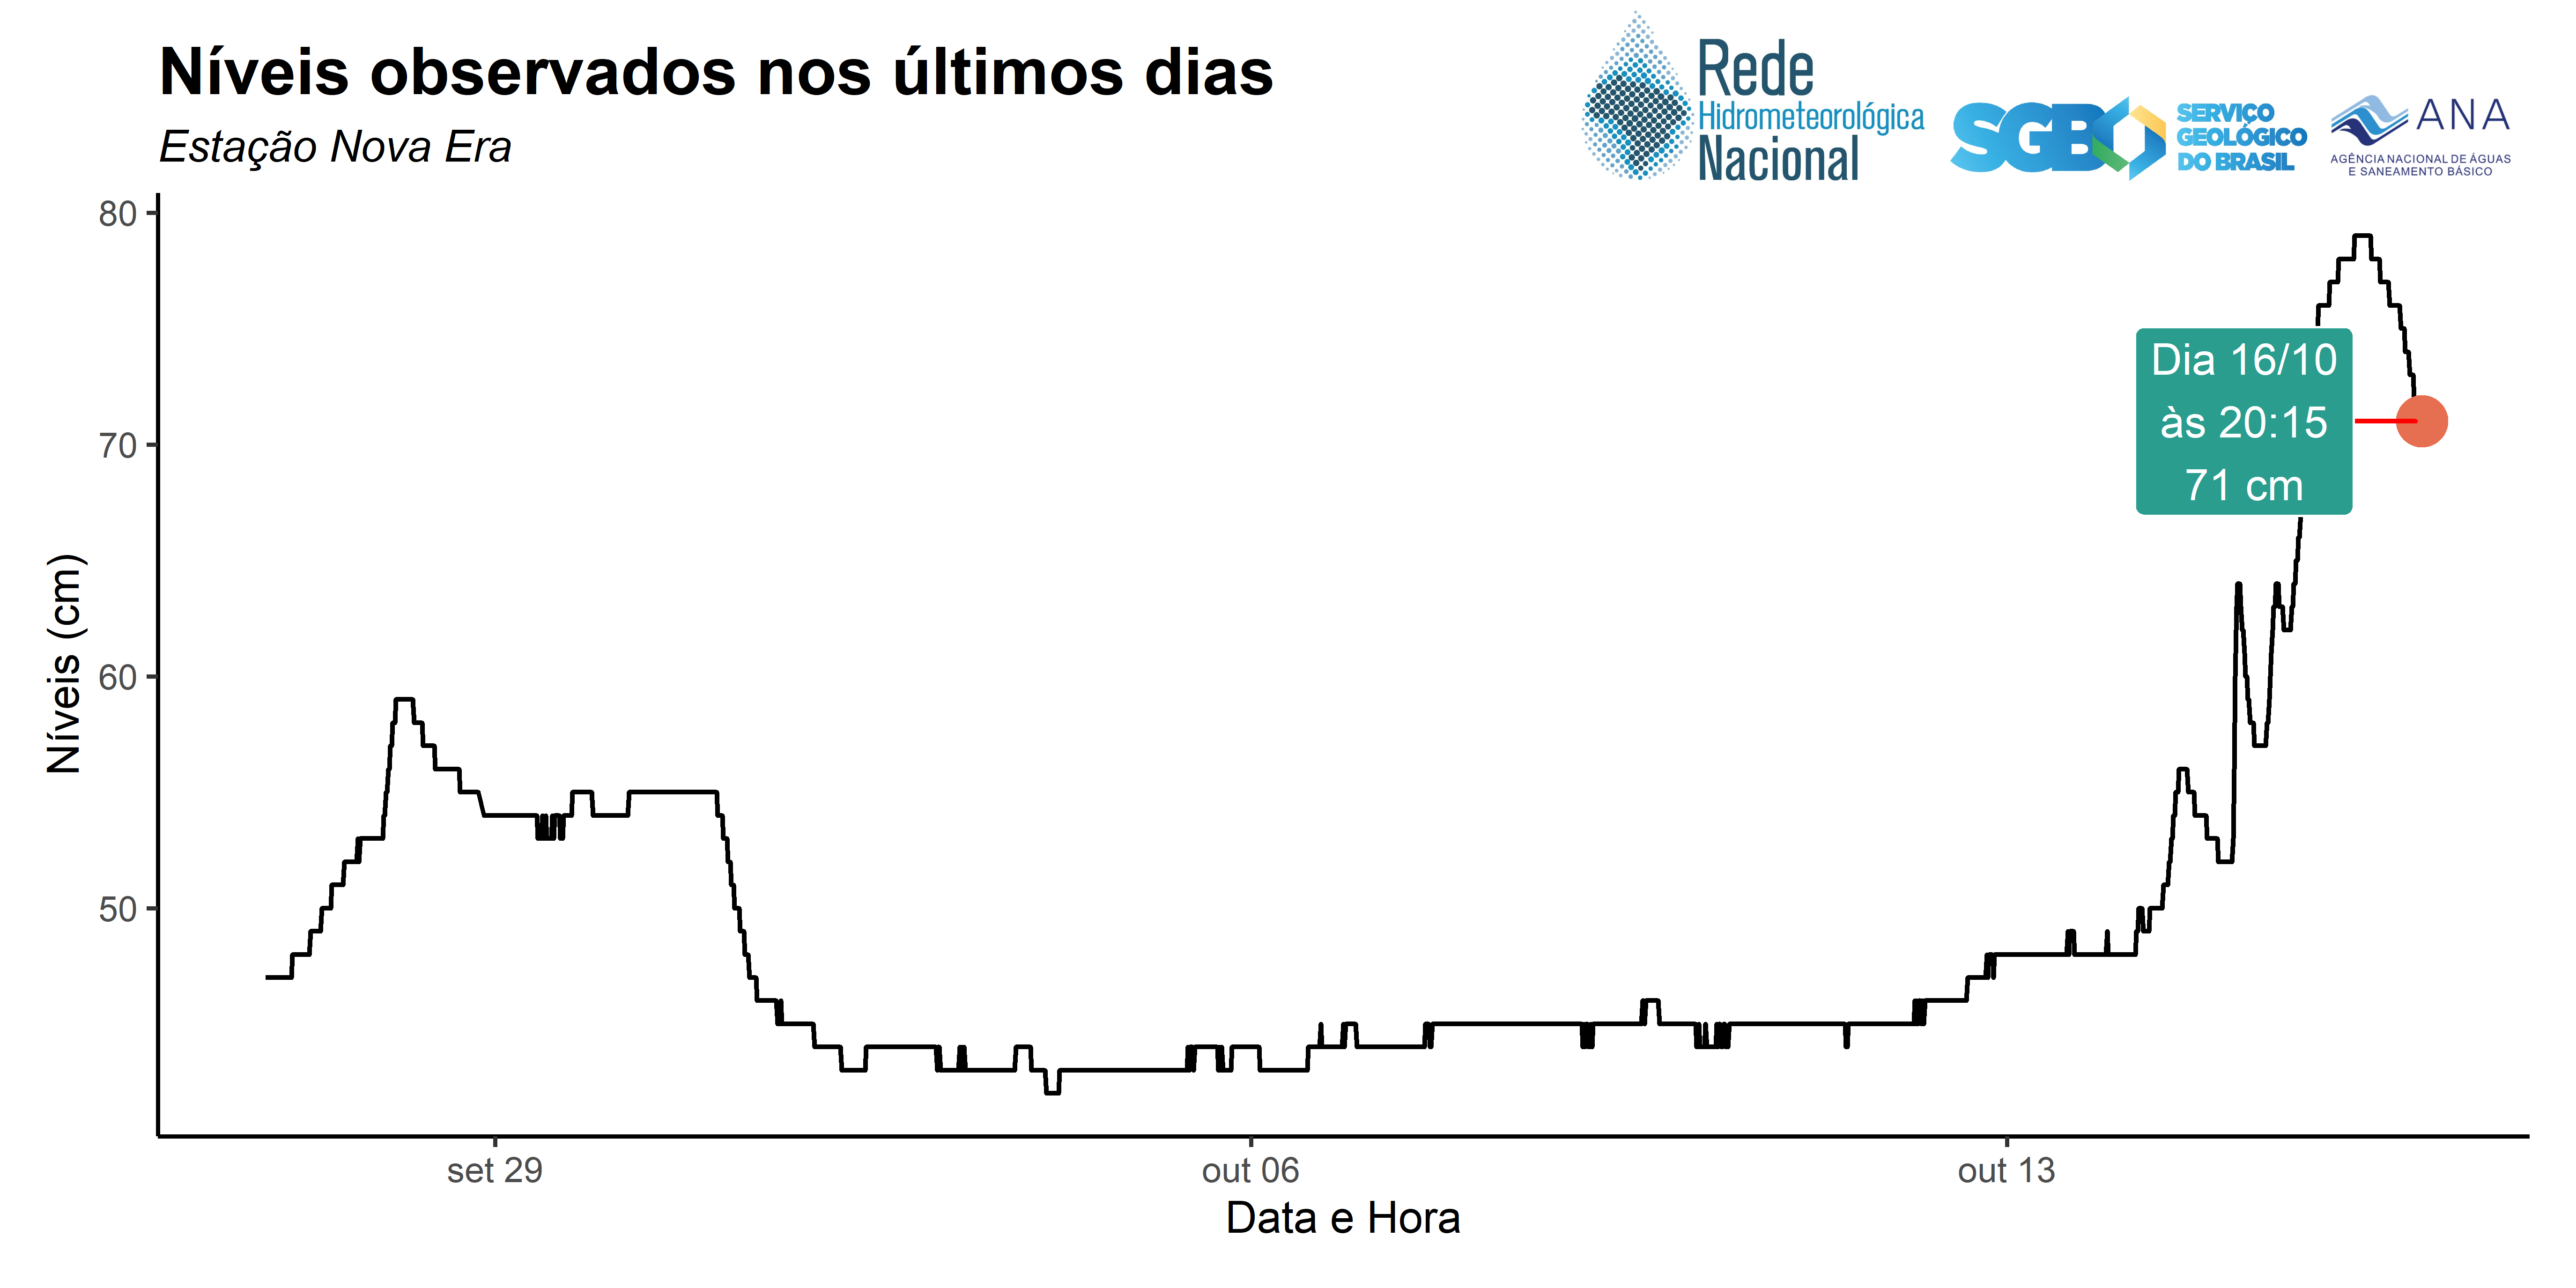 Níveis observados nos últimos dias
Estação Nova Era
Rede
Hidrometeorológica
Nacional
SGB
SERVIÇO
GEOLÓGICO
DO BRASIL
ANA
AGÊNCIA NACIONAL DE ÁGUAS
E SANEAMENTO BÁSICO
80
70
60
50
Níveis (cm)
Dia 16/10
às 20:15
71 cm
set 29
out 06
out 13
Data e Hora